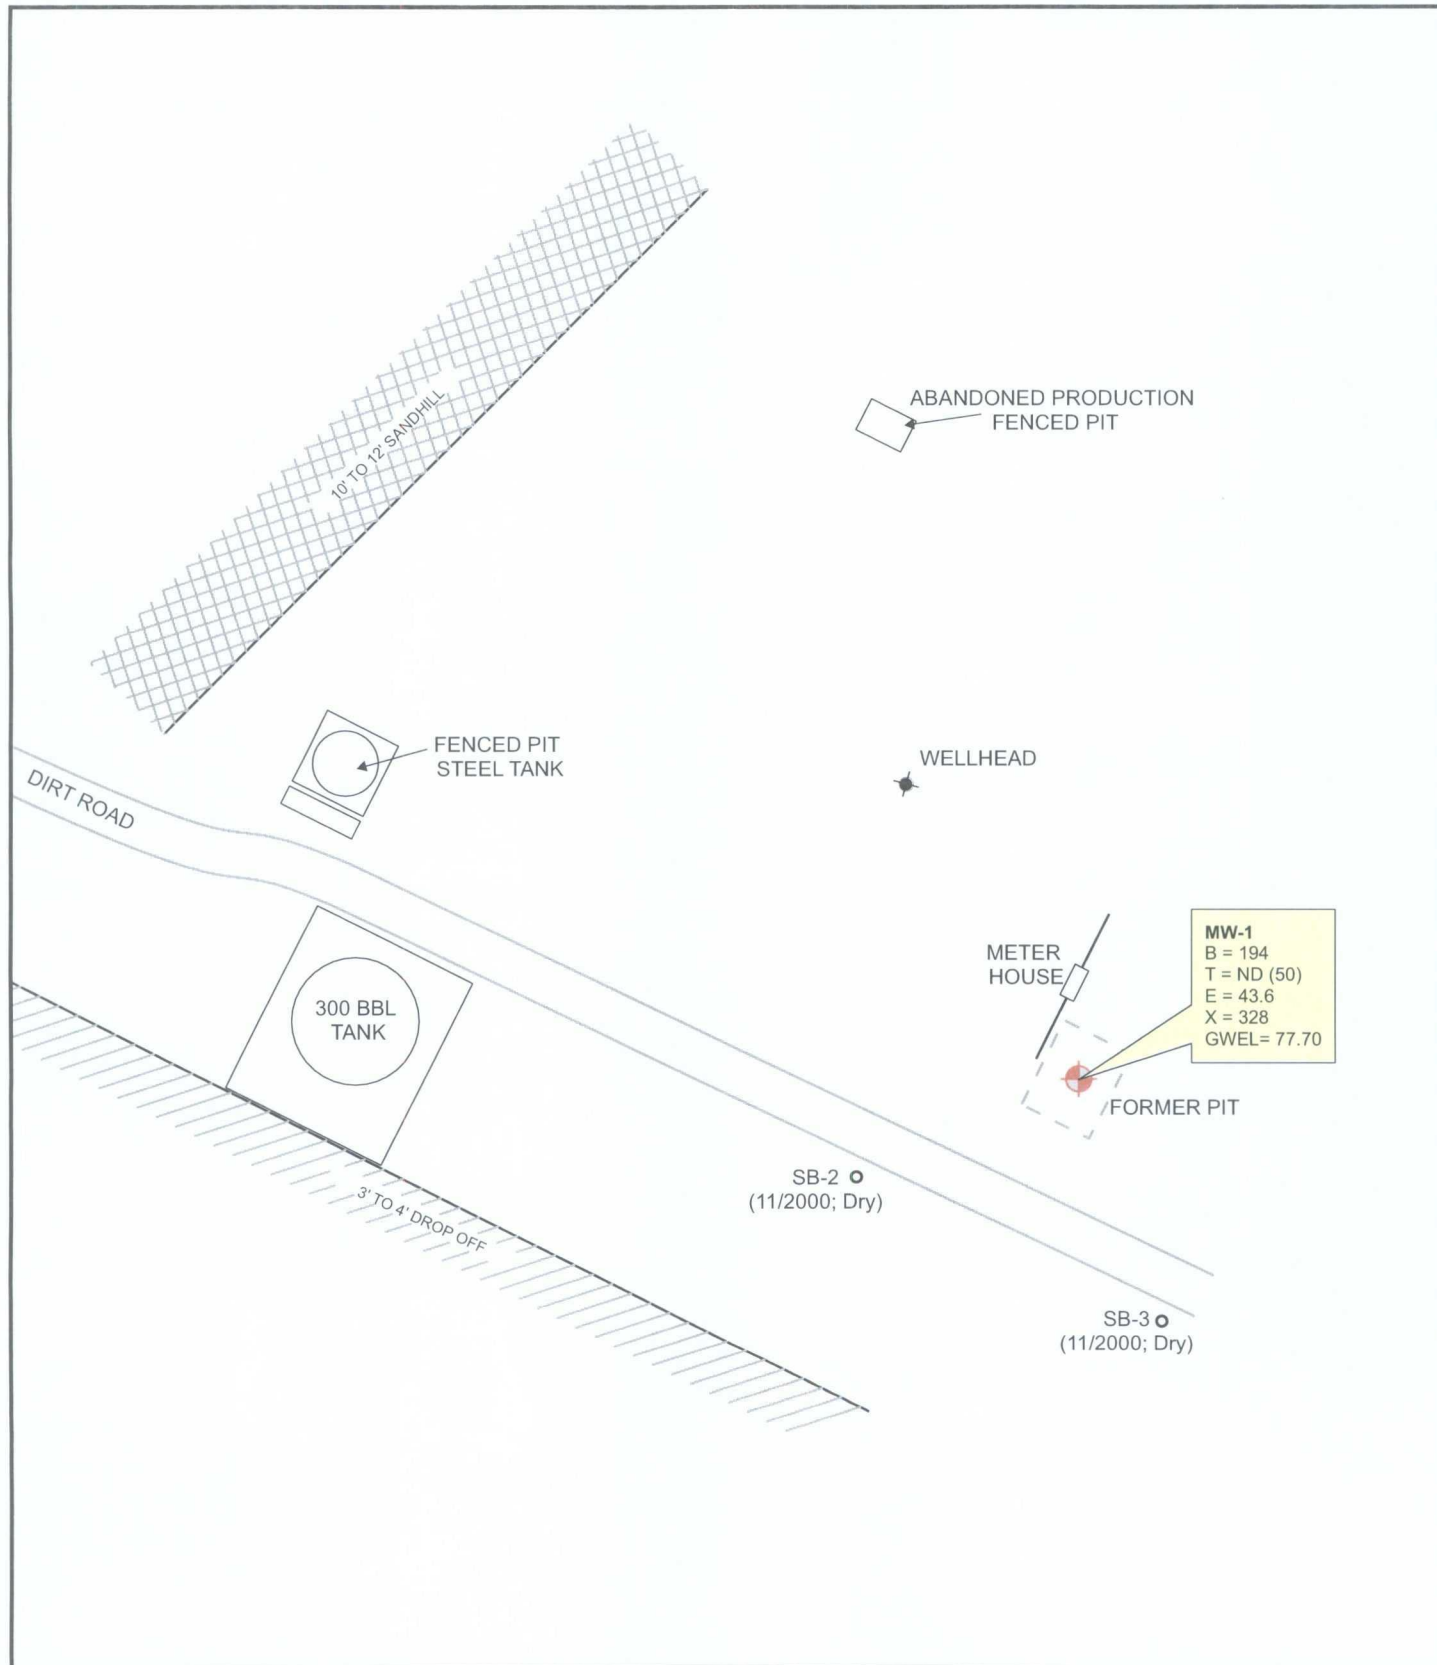 ABANDONED PRODUCTION
FENCED PIT
10' TO 12' SANDHILL
FENCED PIT
STEEL TANK
WELLHEAD
DIRT ROAD
MW-1
B = 194
T = ND (50)
E = 43.6
X = 328
GWEL= 77.70
METER
HOUSE
300 BBL
TANK
FORMER PIT
SB-2
(11/2000; Dry)
3' TO 4' DROP OFF
SB-3
(11/2000; Dry)